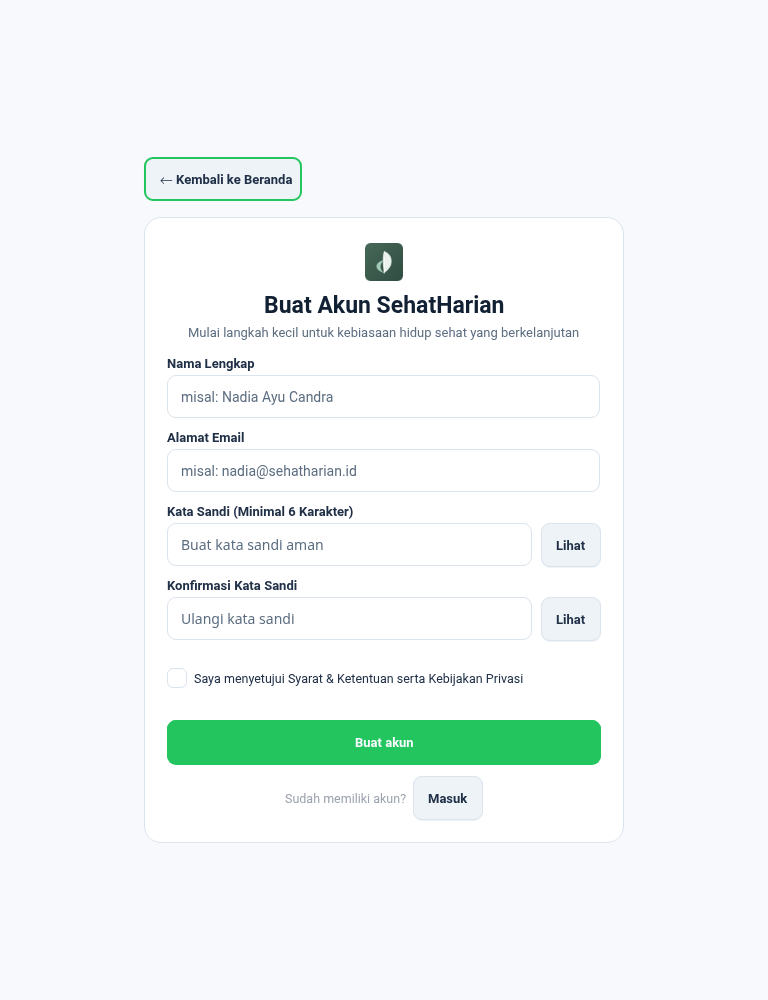 ← Kembali ke Beranda
Buat Akun SehatHarian
Mulai langkah kecil untuk kebiasaan hidup sehat yang berkelanjutan
Nama Lengkap
misal: Nadia Ayu Candra
Alamat Email
misal: nadia@sehatharian.id
Kata Sandi (Minimal 6 Karakter)
Buat kata sandi aman
Lihat
Konfirmasi Kata Sandi
Ulangi kata sandi
Lihat
Saya menyetujui Syarat & Ketentuan serta Kebijakan Privasi
Buat akun
Sudah memiliki akun? Masuk